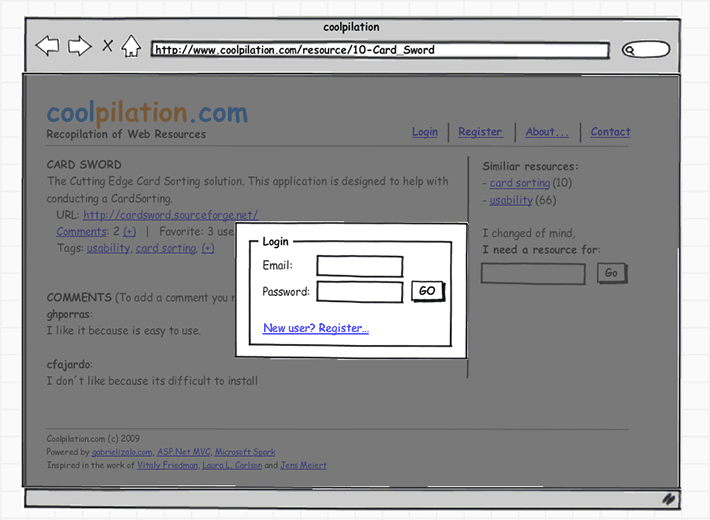 coolpilation
http://www.coolpilation.com/resource/10-Card_Sword
coolpilation.com
Recopilation of Web Resources
Login | Register | About... | Contact
CARD SWORD
The Cutting Edge Card Sorting solution. This application is designed to help with
conducting a CardSorting.
URL: http://cardsword.sourceforge.net/
Comments: 2 (+) | Favorite: 3 use
Tags: usability, card sorting, (+)
COMMENTS (To add a comment you
ghporras:
I like it because is easy to use.
cfajardo:
I don´t like because its difficult to install
Similiar resources:
- card sorting (10)
- usability (66)
I changed of mind,
I need a resource for:
Go
Login
Email:
Password:
GO
New user? Register...
Coolpilation.com (c) 2009
Powered by gabrielizalo.com, ASP.Net MVC, Microsoft Spark
Inspired in the work of Vitaly Friedman, Laura L. Carlson and Jens Meiert